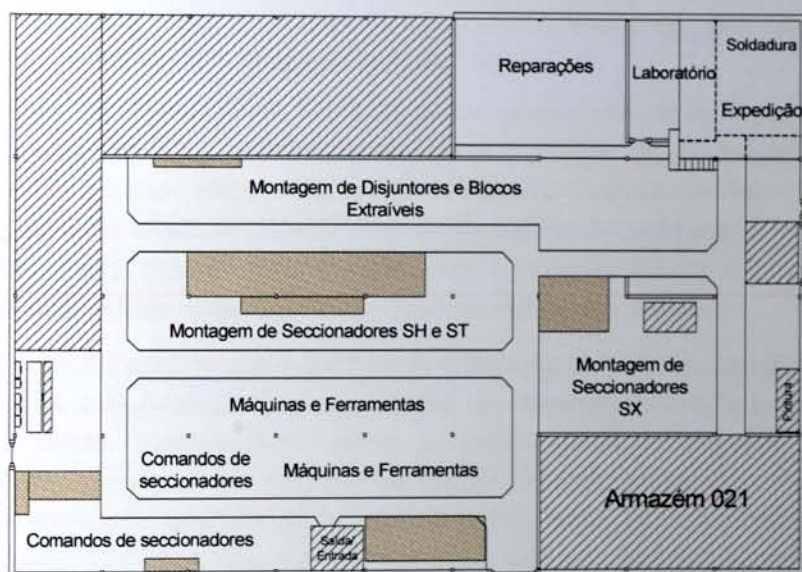 Reparações
Laboratório
Soldadura
Expedição
Montagem de Disjuntores e Blocos
Extraíveis
Montagem de Seccionadores SH e ST
Montagem de
Seccionadores
SX
Pintura
Máquinas e Ferramentas
Comandos de
seccionadores
Máquinas e Ferramentas
Armazém 021
Comandos de seccionadores
Saída/
Entrada